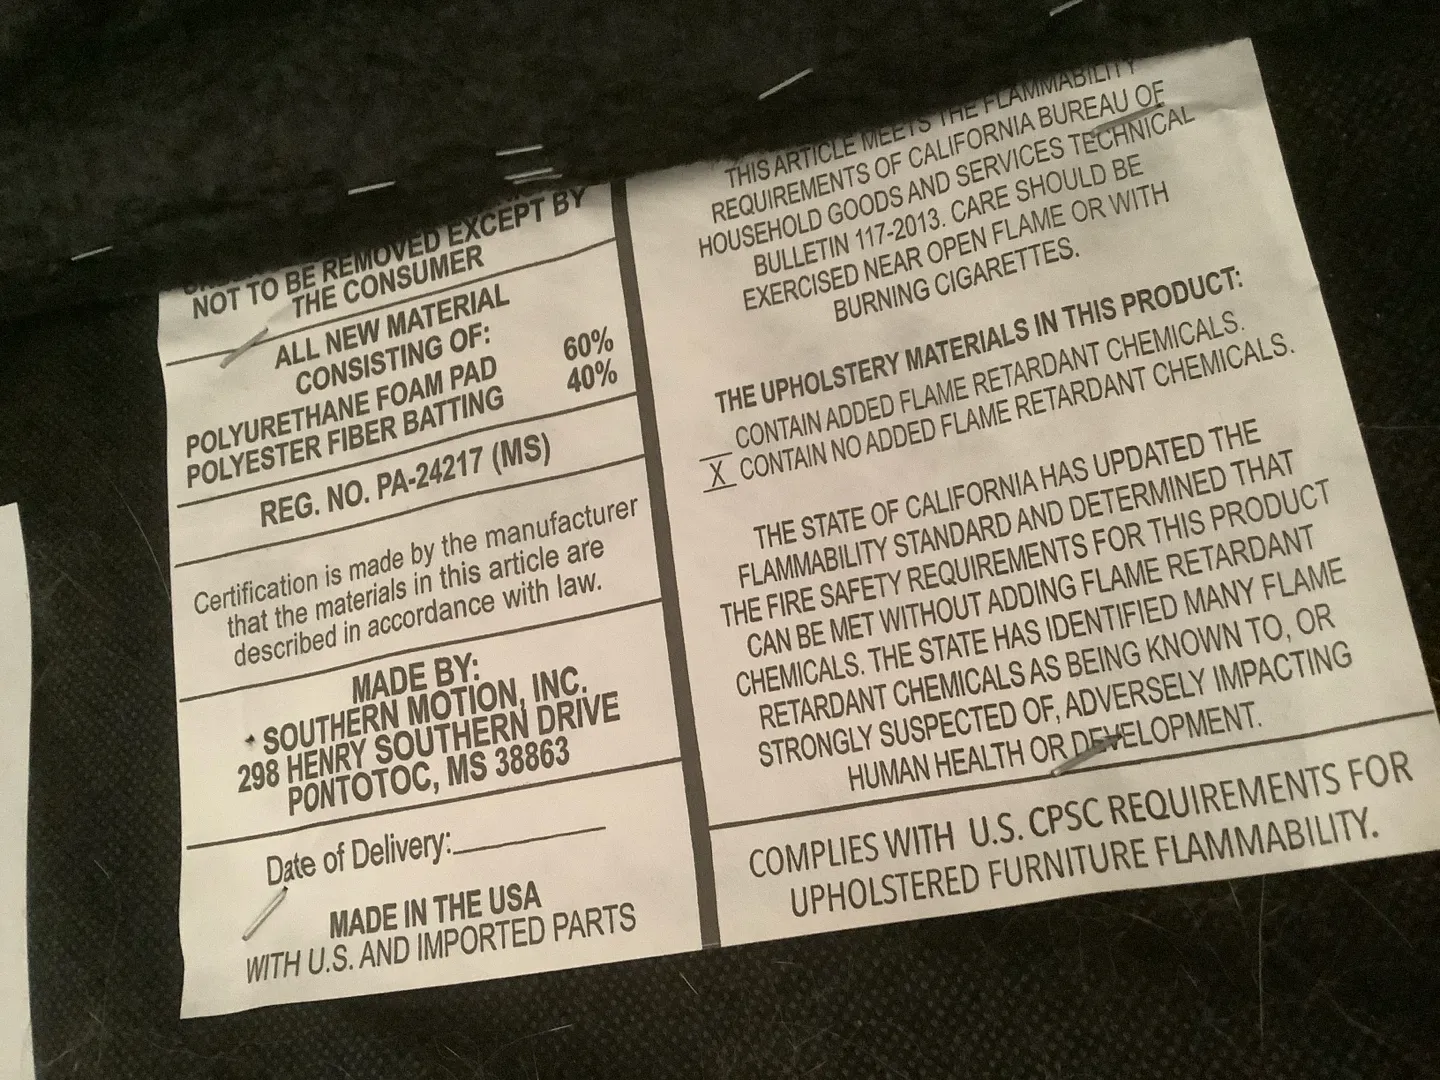 NOT TO BE REMOVED EXCEPT BY
THE CONSUMER
ALL NEW MATERIAL
CONSISTING OF:
POLYURETHANE FOAM PAD 60%
POLYESTER FIBER BATTING 40%
REG. NO. PA-24217 (MS)
Certification is made by the manufacturer
that the materials in this article are
described in accordance with law.
MADE BY:
SOUTHERN MOTION, INC.
298 HENRY SOUTHERN DRIVE
PONTOTOC, MS 38863
Date of Delivery:
MADE IN THE USA
WITH U.S. AND IMPORTED PARTS
THIS ARTICLE MEETS THE FLAMMABILITY
REQUIREMENTS OF CALIFORNIA BUREAU OF
HOUSEHOLD GOODS AND SERVICES TECHNICAL
BULLETIN 117-2013. CARE SHOULD BE
EXERCISED NEAR OPEN FLAME OR WITH
BURNING CIGARETTES.
THE UPHOLSTERY MATERIALS IN THIS PRODUCT:
CONTAIN ADDED FLAME RETARDANT CHEMICALS.
X CONTAIN NO ADDED FLAME RETARDANT CHEMICALS.
THE STATE OF CALIFORNIA HAS UPDATED THE
FLAMMABILITY STANDARD AND DETERMINED THAT
THE FIRE SAFETY REQUIREMENTS FOR THIS PRODUCT
CAN BE MET WITHOUT ADDING FLAME RETARDANT
CHEMICALS. THE STATE HAS IDENTIFIED MANY FLAME
RETARDANT CHEMICALS AS BEING KNOWN TO, OR
STRONGLY SUSPECTED OF, ADVERSELY IMPACTING
HUMAN HEALTH OR DEVELOPMENT.
COMPLIES WITH U.S. CPSC REQUIREMENTS FOR
UPHOLSTERED FURNITURE FLAMMABILITY.